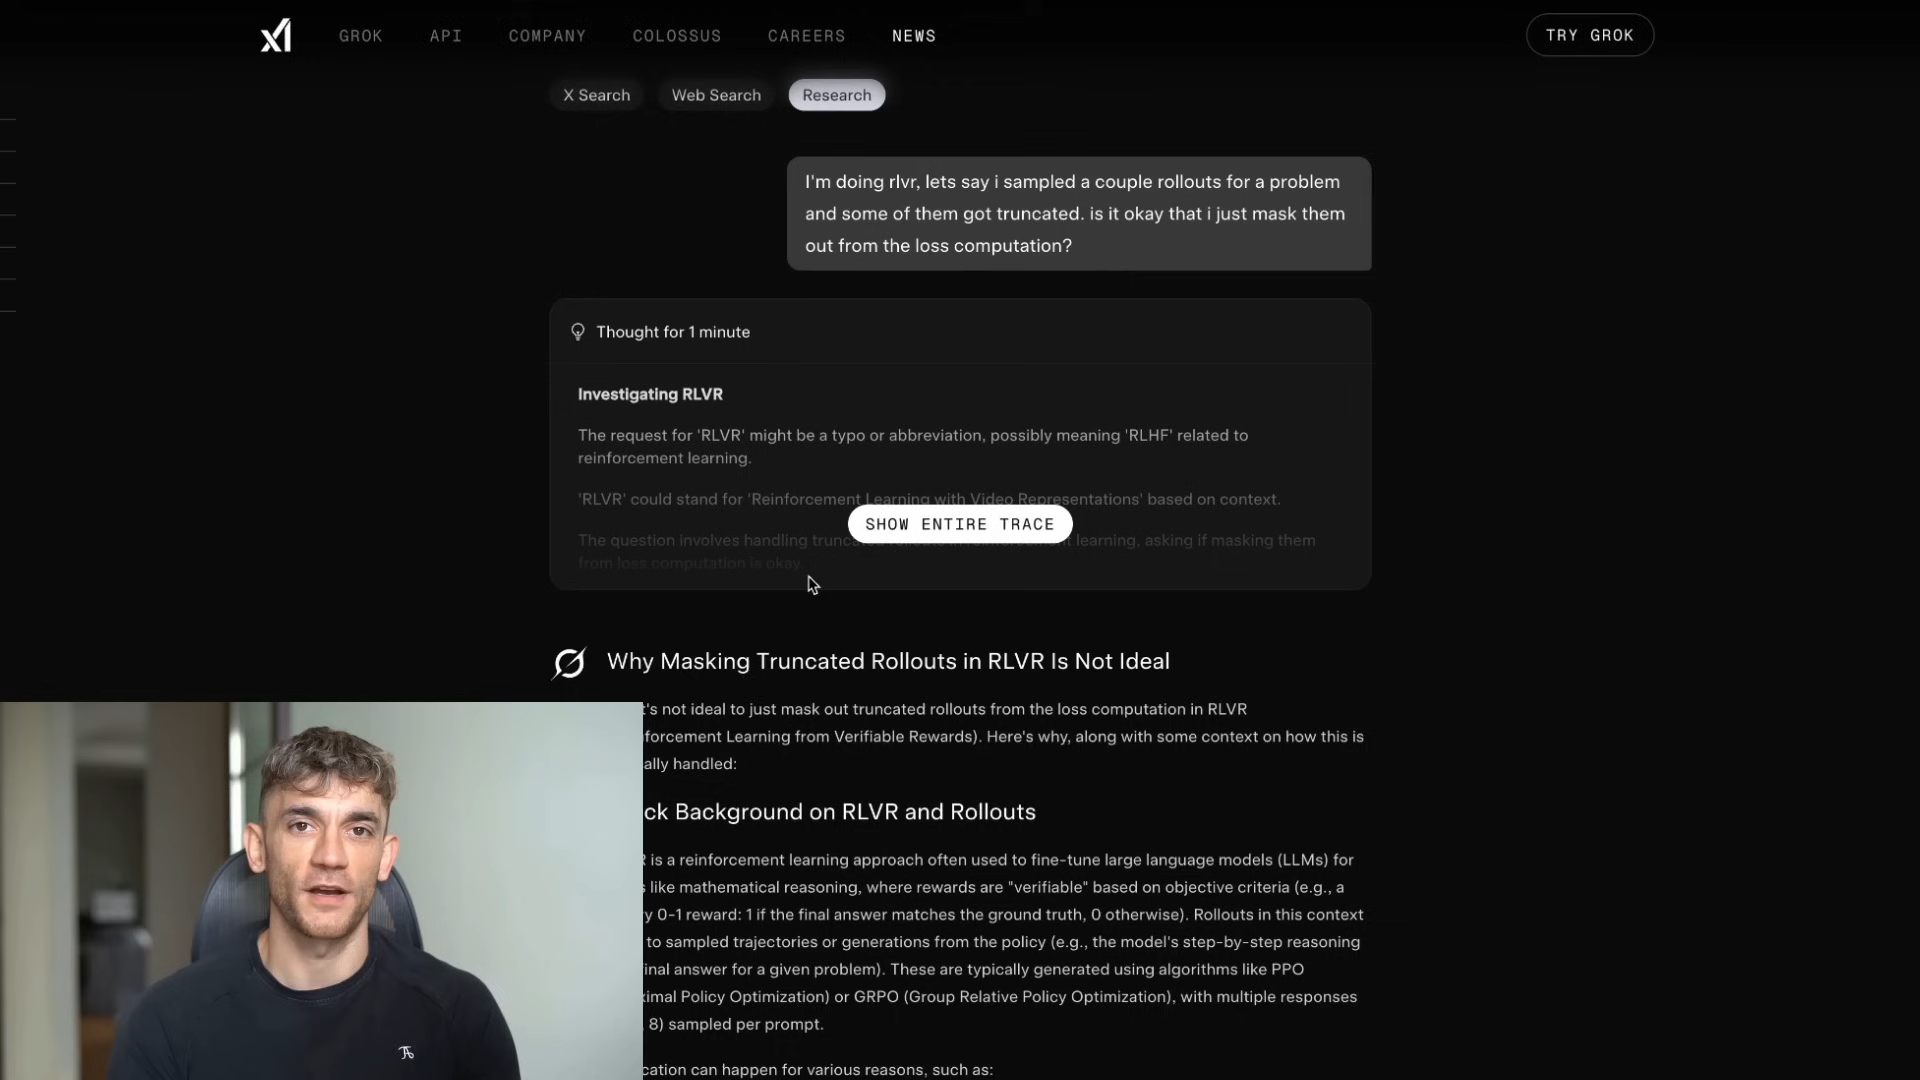 GROK API COMPANY COLOSSUS CAREERS NEWS TRY GROK
X Search Web Search Research
I'm doing rlvr, lets say i sampled a couple rollouts for a problem
and some of them got truncated. is it okay that i just mask them
out from the loss computation?
Thought for 1 minute
Investigating RLVR
The request for 'RLVR' might be a typo or abbreviation, possibly meaning 'RLHF' related to
reinforcement learning.
'RLVR' could stand for 'Reinforcement Learning with Video Representations' based on context.
SHOW ENTIRE TRACE
The question involves handling learning, asking if masking them
from loss computation is okay.
Why Masking Truncated Rollouts in RLVR Is Not Ideal
't's not ideal to just mask out truncated rollouts from the loss computation in RLVR
forcement Learning from Verifiable Rewards). Here's why, along with some context on how this is
ally handled:
ck Background on RLVR and Rollouts
is a reinforcement learning approach often used to fine-tune large language models (LLMs) for
like mathematical reasoning, where rewards are "verifiable" based on objective criteria (e.g., a
y 0-1 reward: 1 if the final answer matches the ground truth, 0 otherwise). Rollouts in this context
to sampled trajectories or generations from the policy (e.g., the model's step-by-step reasoning
inal answer for a given problem). These are typically generated using algorithms like PPO
imal Policy Optimization) or GRPO (Group Relative Policy Optimization), with multiple responses
8) sampled per prompt.
cation can happen for various reasons, such as: